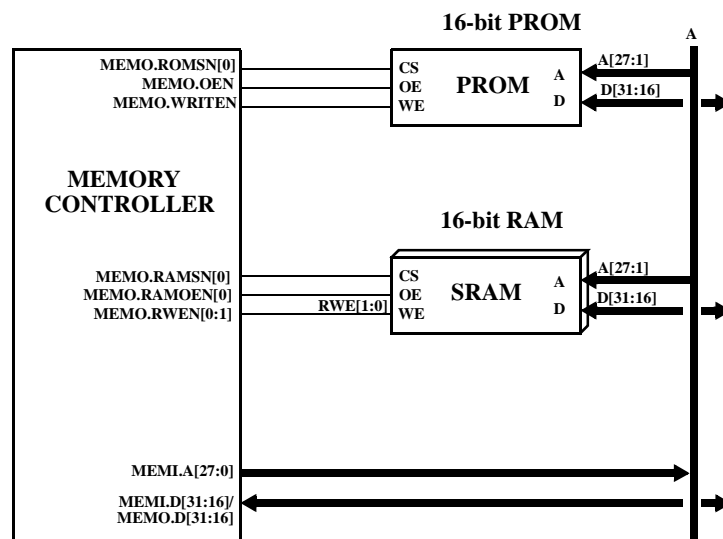 16-bit PROM
A
MEMO.ROMSN[0]
MEMO.OEN
MEMO.WRITEN
CS
OE
WE
PROM
A
D
A[27:1]
D[31:16]
MEMORY
CONTROLLER
16-bit RAM
MEMO.RAMSN[0]
MEMO.RAMOEN[0]
MEMO.RWEN[0:1]
RWE[1:0]
CS
OE
WE
SRAM
A
D
A[27:1]
D[31:16]
MEMI.A[27:0]
MEMI.D[31:16]/
MEMO.D[31:16]